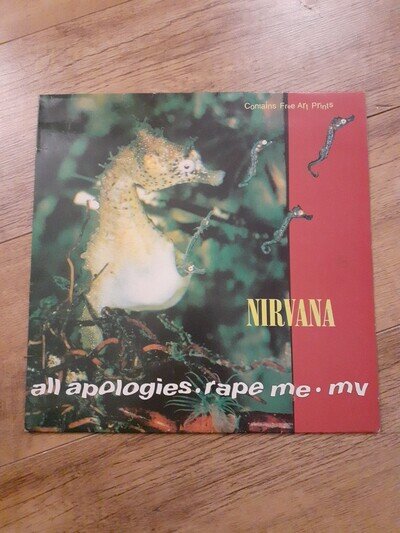 Contains Free Art Prints
NIRVANA
all apologies · rape me · mv